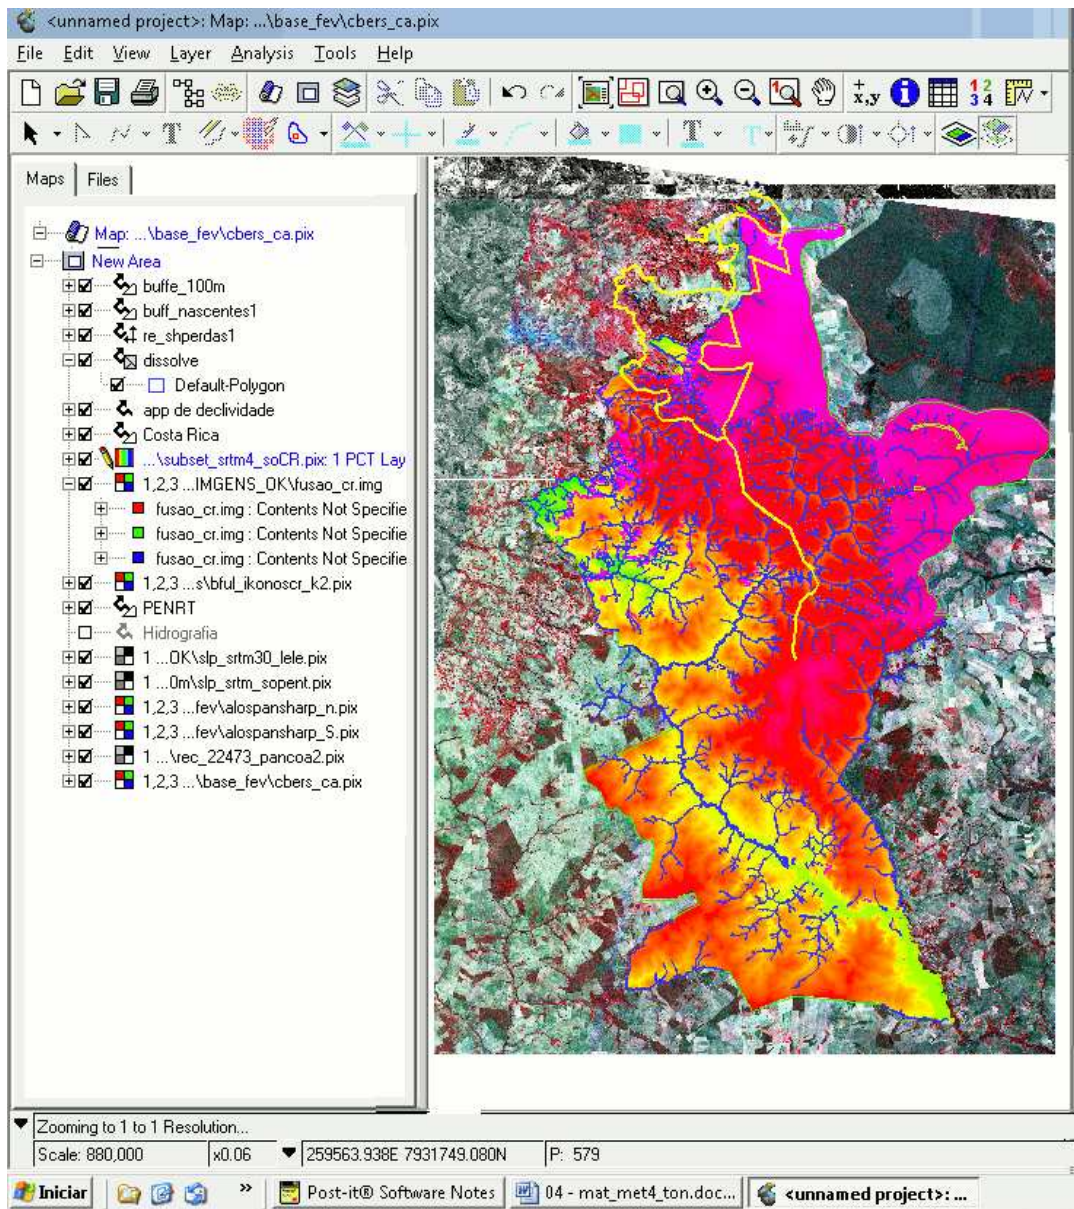 <unnamed project>: Map: ...\base_fev\cbers_ca.pix
File Edit View Layer Analysis Tools Help
+ x,y 1 2 3 4
Maps Files
Map: ...\base_fev\cbers_ca.pix
New Area
buffe_100m
buff_nascentes1
re_shperdas1
dissolve
Default-Polygon
app de declividade
Costa Rica
...\subset_srtm4_soCR.pix: 1 PCT Lay
1,2,3 ...IMGENS_OK\fusao_cr.img
fusao_cr.img : Contents Not Specifie
fusao_cr.img : Contents Not Specifie
fusao_cr.img : Contents Not Specifie
1,2,3 ...s\bful_ikonoscr_k2.pix
PENRT
Hidrografia
1 ...OK\slp_srtm30_lele.pix
1 ...0m\slp_srtm_sopent.pix
1,2,3 ...fev\alospansharp_n.pix
1,2,3 ...fev\alospansharp_S.pix
1 ...\rec_22473_pancoa2.pix
1,2,3 ...\base_fev\cbers_ca.pix
Zooming to 1 to 1 Resolution...
Scale: 880,000 x0.06 259563.938E 7931749.080N P: 579
Iniciar » Post-it® Software Notes 04 - mat_met4_ton.doc... <unnamed project>: ...